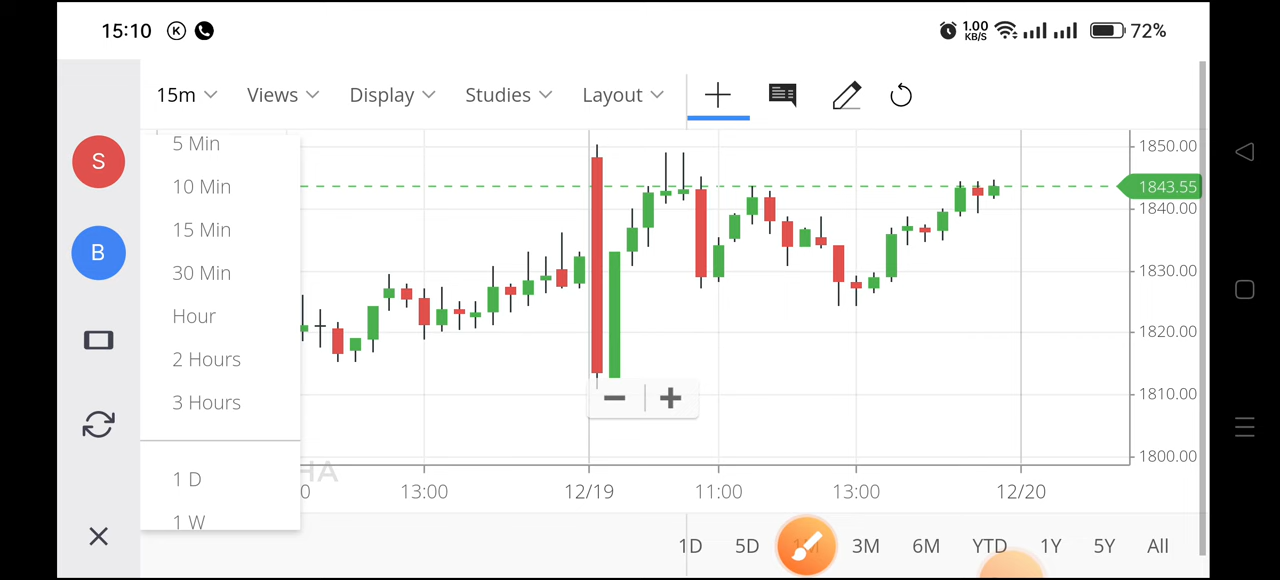 15:10 K 1.00 KB/S 72%
15m Views Display Studies Layout
S
B
5 Min
10 Min
15 Min
30 Min
Hour
2 Hours
3 Hours
1 D
1 W
1850.00
1843.55
1840.00
1830.00
1820.00
1810.00
1800.00
HA
0 13:00 12/19 11:00 13:00 12/20
1D 5D 1M 3M 6M YTD 1Y 5Y All